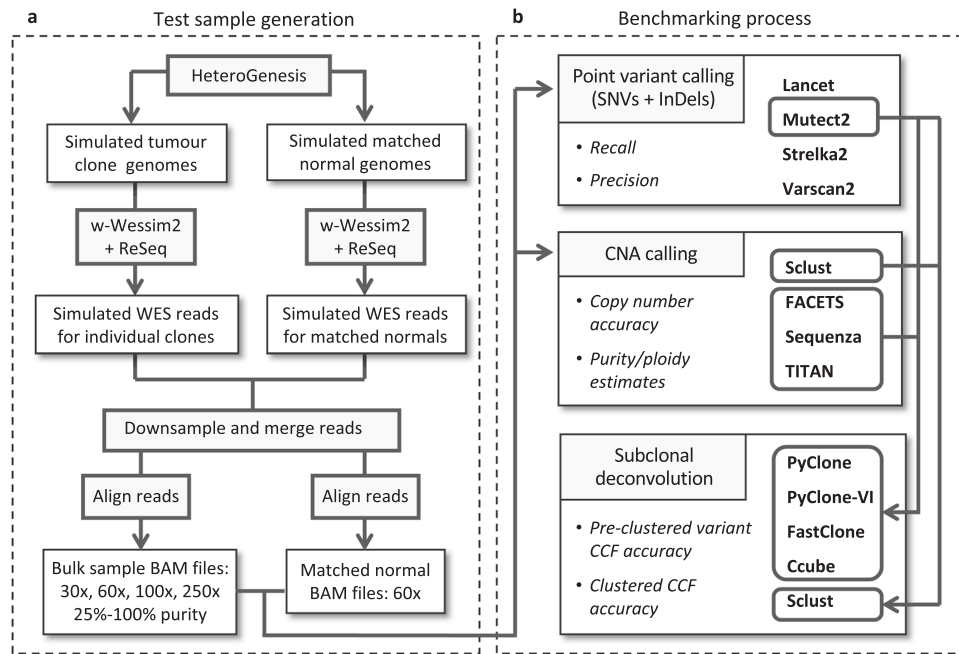 a
Test sample generation
HeteroGenesis
Simulated tumour
clone genomes
Simulated matched
normal genomes
w-Wessim2
+ ReSeq
w-Wessim2
+ ReSeq
Simulated WES reads
for individual clones
Simulated WES reads
for matched normals
Downsample and merge reads
Align reads
Align reads
Bulk sample BAM files:
30x, 60x, 100x, 250x
25%-100% purity
Matched normal
BAM files: 60x
b
Benchmarking process
Point variant calling
(SNVs + InDels)
• Recall
• Precision
Lancet
Mutect2
Strelka2
Varscan2
CNA calling
• Copy number
accuracy
• Purity/ploidy
estimates
Sclust
FACETS
Sequenza
TITAN
Subclonal
deconvolution
• Pre-clustered variant
CCF accuracy
• Clustered CCF
accuracy
PyClone
PyClone-VI
FastClone
Ccube
Sclust